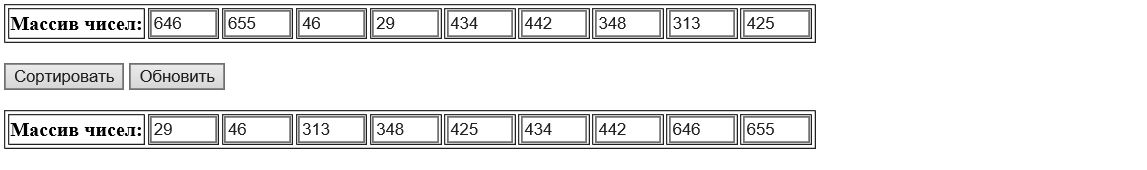 Массив чисел: 646 655 46 29 434 442 348 313 425
Сортировать Обновить
Массив чисел: 29 46 313 348 425 434 442 646 655